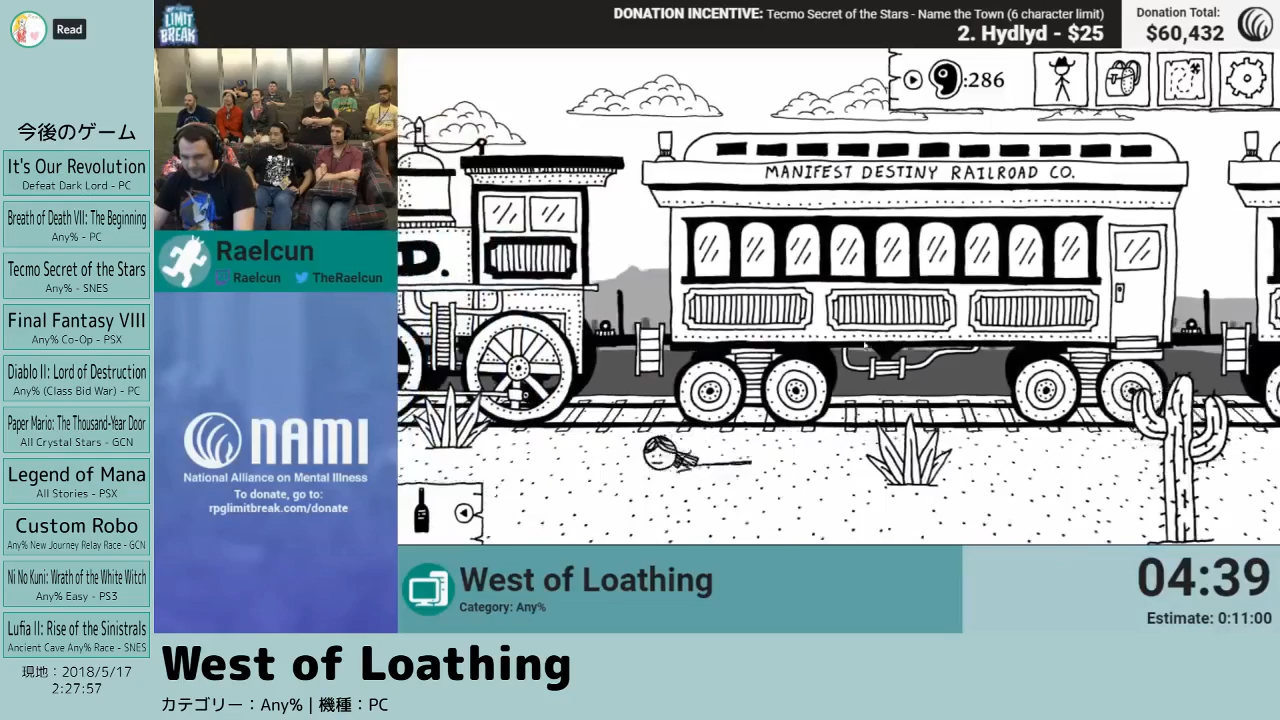 Read
LIMIT
BREAK
DONATION INCENTIVE: Tecmo Secret of the Stars - Name the Town (6 character limit)
2. Hydlyd - $25
Donation Total:
$60,432
今後のゲーム
It's Our Revolution
Defeat Dark Lord - PC
Breath of Death VII: The Beginning
Any% - PC
Tecmo Secret of the Stars
Any% - SNES
Final Fantasy VIII
Any% Co-Op - PSX
Diablo II: Lord of Destruction
Any% (Class Bid War) - PC
Paper Mario: The Thousand-Year Door
All Crystal Stars - GCN
Legend of Mana
All Stories - PSX
Custom Robo
Any% New Journey Relay Race - GCN
Ni No Kuni: Wrath of the White Witch
Any% Easy - PS3
Lufia II: Rise of the Sinistrals
Ancient Cave Any% Race - SNES
現地：2018/5/17
2:27:57
Raelcun
Raelcun TheRaelcun
NAMI
National Alliance on Mental Illness
To donate, go to:
rpglimitbreak.com/donate
:286
MANIFEST DESTINY RAILROAD CO.
D.
West of Loathing
Category: Any%
04:39
Estimate: 0:11:00
West of Loathing
カテゴリー：Any% | 機種：PC